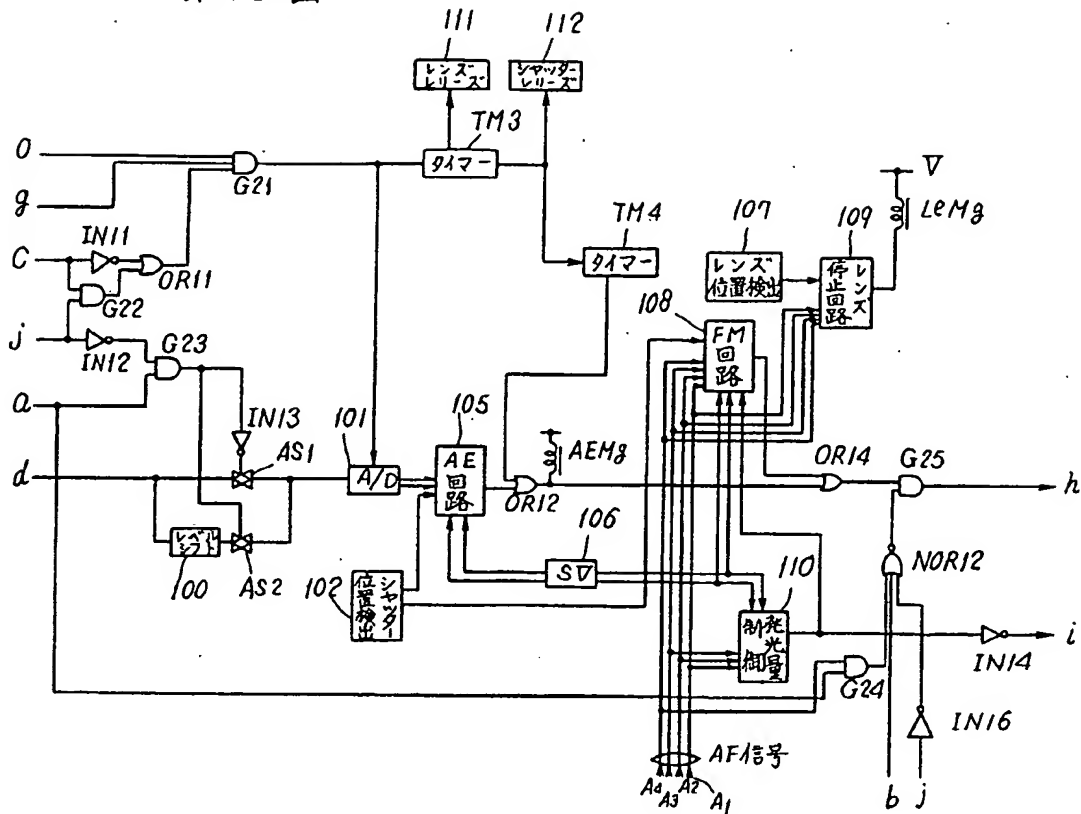 111
112
レンズ
レリーズ
シャッター
レリーズ
TM3
タイマー
O
g
G21
C
IN11
OR11
G22
j
IN12
G23
a
IN13
d
AS1
レベル
シフト
100
AS2
101
A/D
105
AE
回路
102
シャッター
位置検出
OR12
AEMg
TM4
タイマー
106
SV
107
レンズ
位置検出
108
FM
回路
109
レンズ
停止回路
V
LeMg
110
発光量
制御
OR14
G25
h
NOR12
IN14
i
G24
IN16
AF信号
A4
A3
A2
A1
b
j